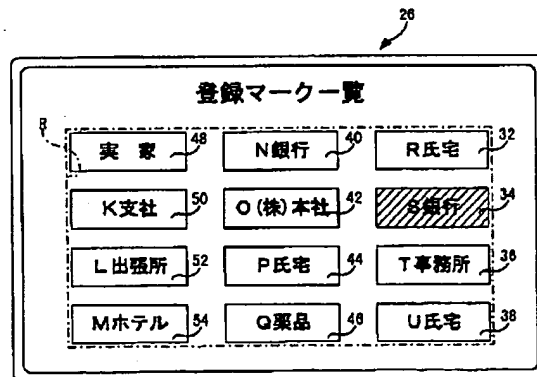 26
登録マーク一覧
R
実 家 48 N銀行 40 R氏宅 32
K支社 50 O(株)本社 42 S銀行 34
L出張所 52 P氏宅 44 T事務所 36
Mホテル 54 Q薬品 46 U氏宅 38